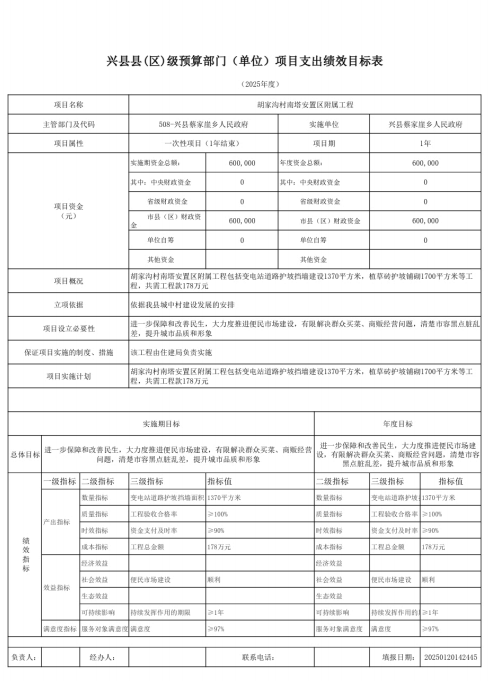 兴县县(区)级预算部门（单位）项目支出绩效目标表
（2025年度）
项目名称 胡家沟村南塔安置区附属工程
主管部门及代码 508-兴县蔡家崖乡人民政府 实施单位 兴县蔡家崖乡人民政府
项目属性 一次性项目（1年结束） 项目期 1年
项目资金（元）
实施期资金总额： 600,000 年度资金总额： 600,000
其中：中央财政资金 0 其中：中央财政资金 0
省级财政资金 0 省级财政资金 0
市县（区）财政资金 600,000 市县（区）财政资金 600,000
单位自筹 0 单位自筹 0
其他资金 其他资金
项目概况 胡家沟村南塔安置区附属工程包括变电站道路护坡挡墙建设1370平方米，植草砖护坡铺砌1700平方米等工
程，共需工程款178万元
立项依据 依据我县城中村建设发展的安排
项目设立必要性 进一步保障和改善民生，大力度推进便民市场建设，有限解决群众买菜、商贩经营问题，清楚市容黑点脏乱
差，提升城市品质和形象
保证项目实施的制度、措施 该工程由住建局负责实施
项目实施计划 胡家沟村南塔安置区附属工程包括变电站道路护坡挡墙建设1370平方米，植草砖护坡铺砌1700平方米等工
程，共需工程款178万元
实施期目标 年度目标
总体目标 进一步保障和改善民生，大力度推进便民市场建设，有限解决群众买菜、商贩经营
问题，清楚市容黑点脏乱差，提升城市品质和形象
进一步保障和改善民生，大力度推进便民市场建
设，有限解决群众买菜、商贩经营问题，清楚市容
黑点脏乱差，提升城市品质和形象
绩效指标
一级指标 二级指标 三级指标 指标值 二级指标 三级指标 指标值
产出指标
数量指标 变电站道路护坡挡墙面积 1370平方米 数量指标 变电站道路护坡 1370平方米
质量指标 工程验收合格率 ≥100% 质量指标 工程验收合格率 ≥100%
时效指标 资金支付及时率 ≥90% 时效指标 资金支付及时率 ≥90%
成本指标 工程总金额 178万元 成本指标 工程总金额 178万元
效益指标
经济效益 经济效益
社会效益 便民市场建设 顺利 社会效益 便民市场建设 顺利
生态效益 生态效益
可持续影响 持续发挥作用的期限 ≥1年 可持续影响 持续发挥作用的 ≥1年
满意度指标 服务对象满意度 满意度 ≥97% 服务对象满意度 满意度 ≥97%
负责人： 经办人： 联系电话： 填报日期： 20250120142445